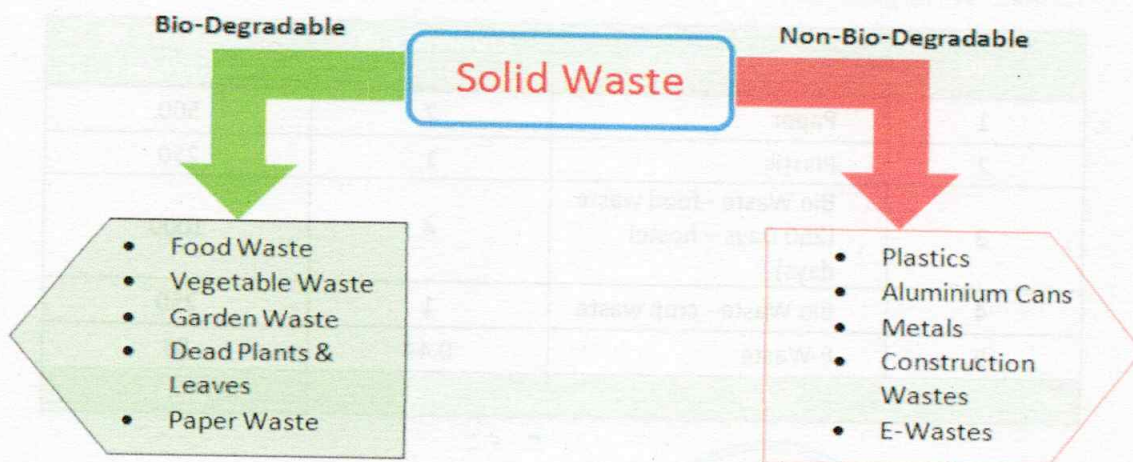 Bio-Degradable
Solid Waste
Non-Bio-Degradable
• Food Waste
• Vegetable Waste
• Garden Waste
• Dead Plants &
Leaves
• Paper Waste
• Plastics
• Aluminium Cans
• Metals
• Construction
Wastes
• E-Wastes